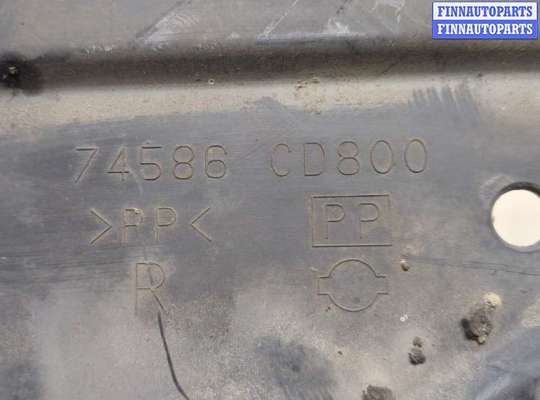 FINNAUTOPARTS
FINNAUTOPARTS
74586 CD800
>PP< PP
R